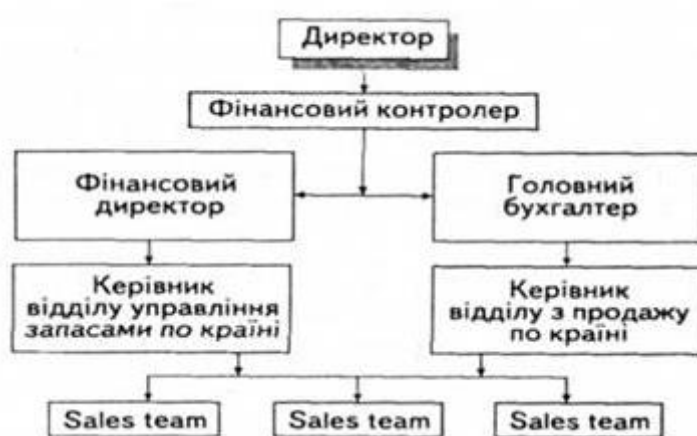 Директор
Фінансовий контролер
Фінансовий
директор
Головний
бухгалтер
Керівник
відділу управління
запасами по країні
Керівник
відділу з продажу
по країні
Sales team
Sales team
Sales team